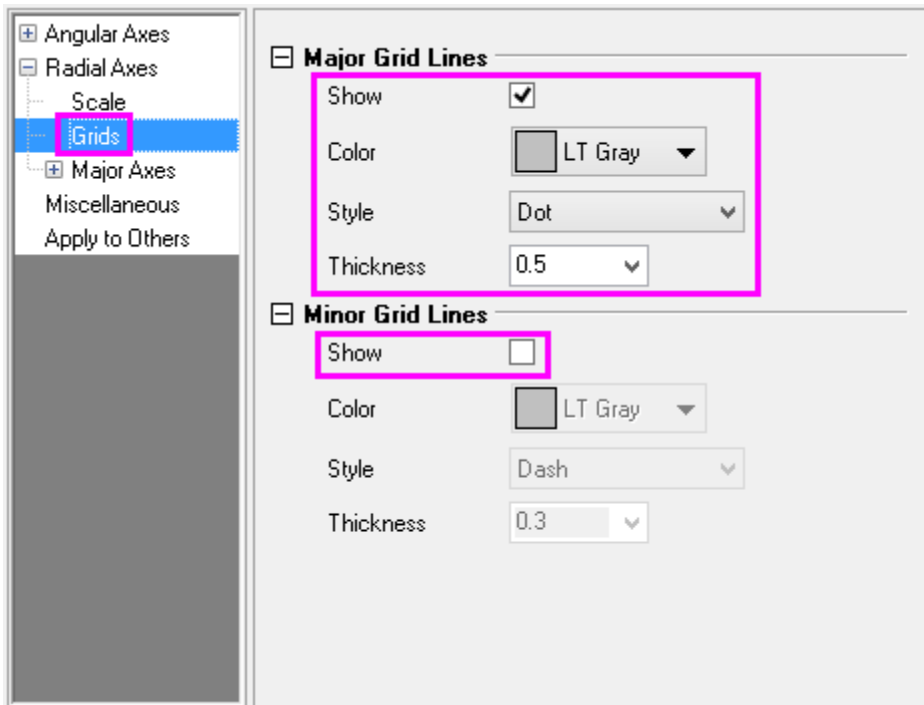 Angular Axes
Radial Axes
Scale
Grids
Major Axes
Miscellaneous
Apply to Others
Major Grid Lines
Show
Color LT Gray
Style Dot
Thickness 0.5
Minor Grid Lines
Show
Color LT Gray
Style Dash
Thickness 0.3